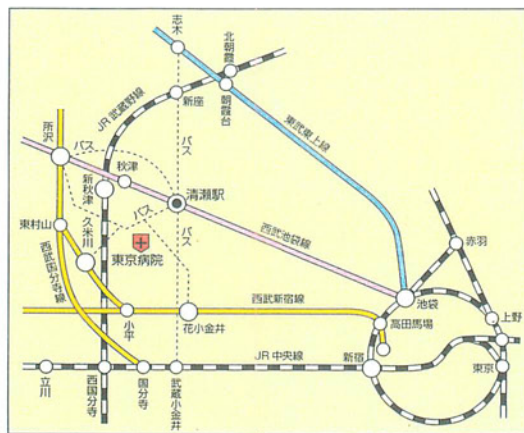 志木
北朝霞
JR武蔵野線
新座
朝霞台
東武東上線
所沢
バス
バス
秋津
新秋津
清瀬駅
赤羽
東村山
久米川
バス
バス
東京病院
西武池袋線
西武国分寺線
池袋
西武新宿線
上野
小平
花小金井
高田馬場
JR中央線
新宿
東京
立川
西国分寺
国分寺
武蔵小金井